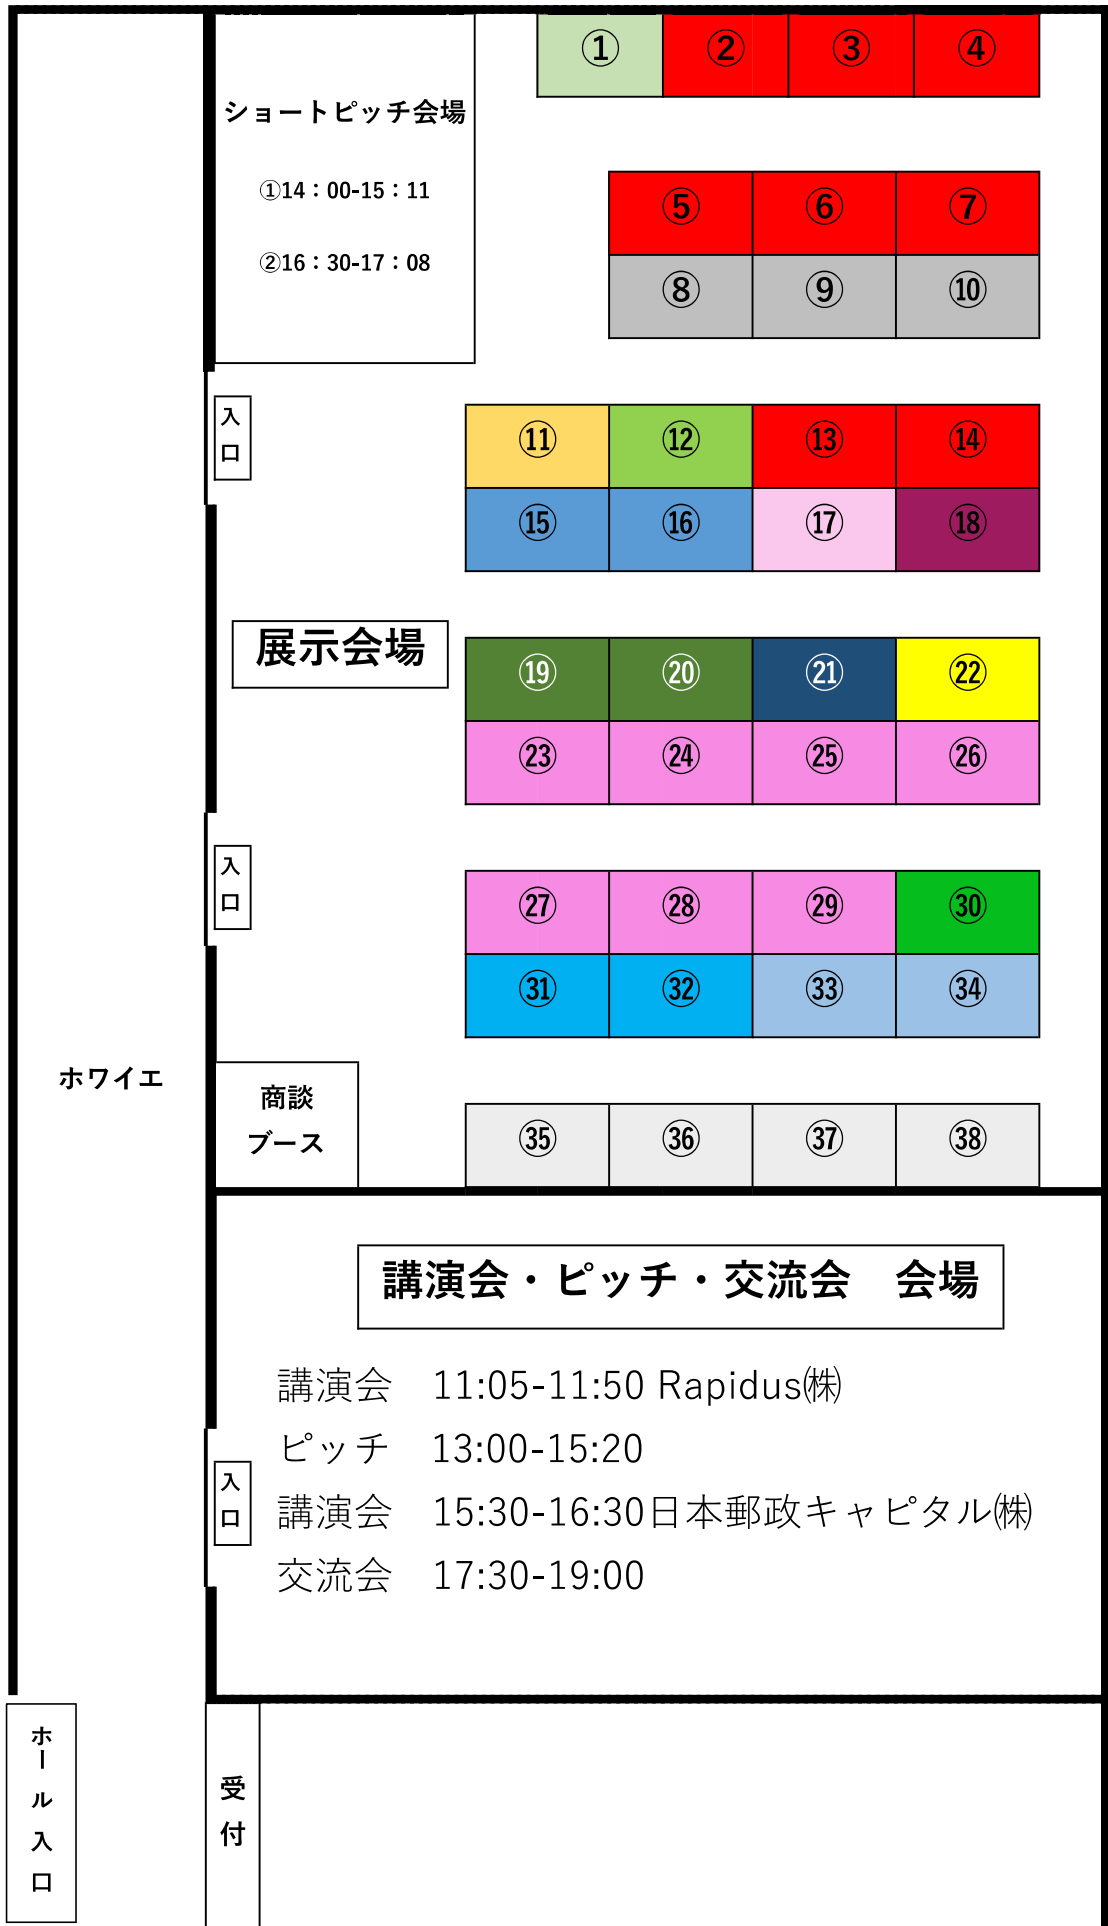 ① ② ③ ④
ショートピッチ会場
①14：00-15：11
②16：30-17：08
⑤ ⑥ ⑦
⑧ ⑨ ⑩
入口
⑪ ⑫ ⑬ ⑭
⑮ ⑯ ⑰ ⑱
展示会場
⑲ ⑳ ㉑ ㉒
㉓ ㉔ ㉕ ㉖
入口
㉗ ㉘ ㉙ ㉚
㉛ ㉜ ㉝ ㉞
ホワイエ
商談
ブース
㉟ ㊱ ㊲ ㊳
講演会・ピッチ・交流会　会場
講演会　11:05-11:50 Rapidus㈱
ピッチ　13:00-15:20
入口
講演会　15:30-16:30日本郵政キャピタル㈱
交流会　17:30-19:00
ホール入口
受付